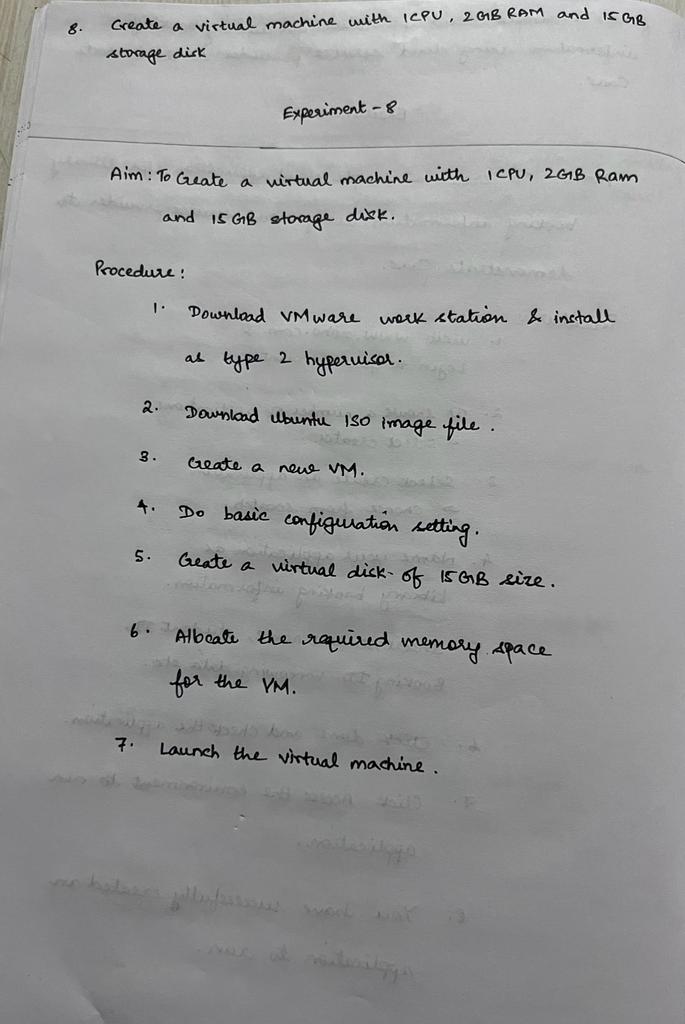 8. Create a virtual machine with 1CPU, 2GB RAM and 15GB
storage disk
Experiment - 8
Aim : To Create a virtual machine with 1CPU, 2GB Ram
and 15 GB storage disk.
Procedure :
1. Download VMware work station & install
as type 2 hypervisor.
2. Download Ubuntu ISO image file .
3. Create a new VM.
4. Do basic configuration setting.
5. Create a virtual disk of 15GB size .
6. Allocate the required memory space
for the VM.
7. Launch the virtual machine .